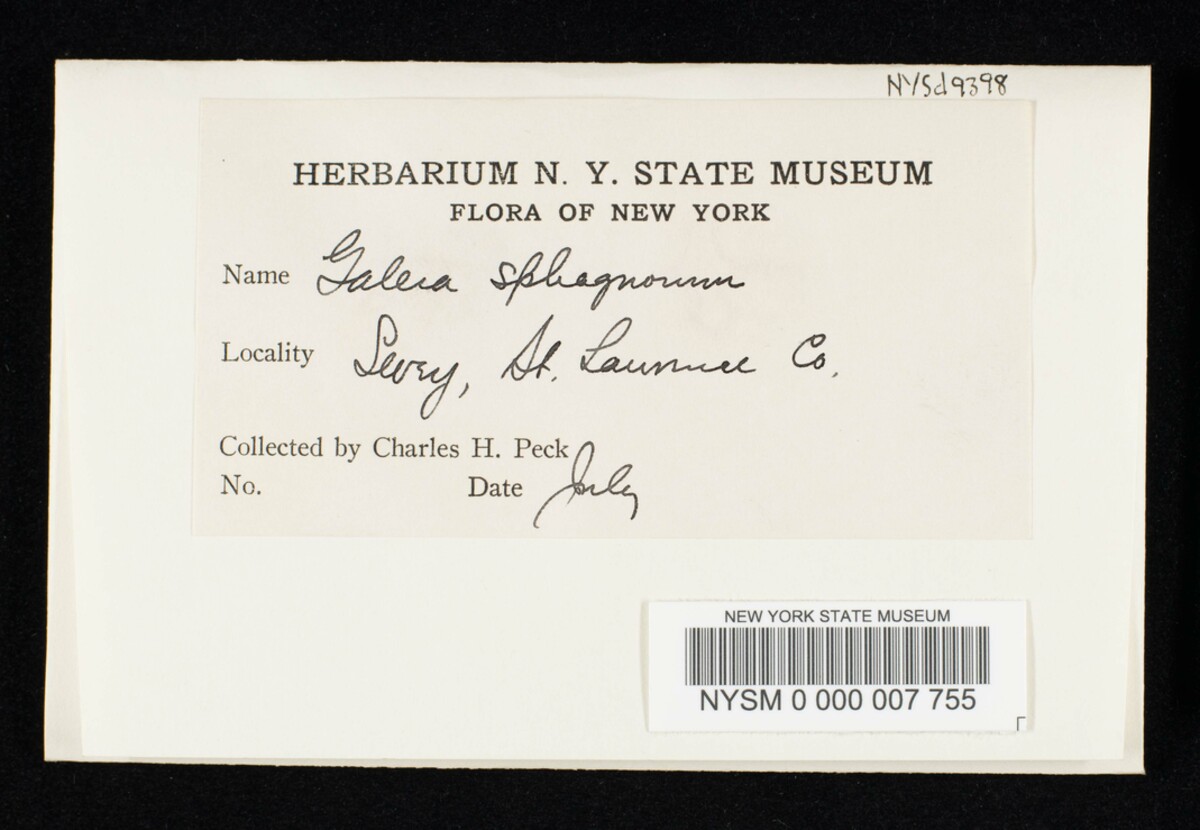 NYSd9398
HERBARIUM N. Y. STATE MUSEUM
FLORA OF NEW YORK
Name Galera sphagnorum
Locality Sevey, St. Lawrence Co.
Collected by Charles H. Peck
No. Date July
NEW YORK STATE MUSEUM
NYSM 0 000 007 755